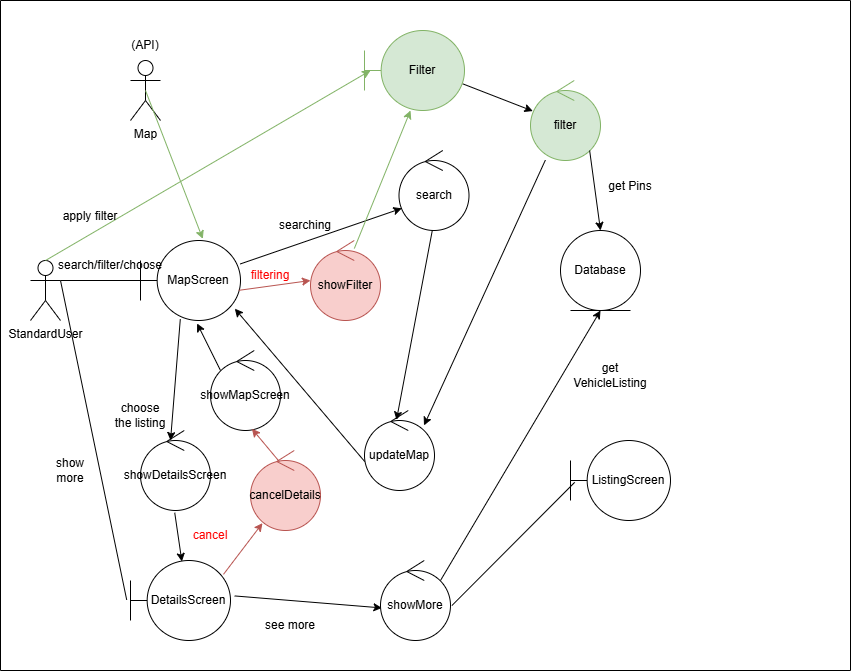 (API)
Map
Filter
filter
get Pins
apply filter
search
searching
search/filter/choose
MapScreen
filtering
showFilter
Database
StandardUser
showMapScreen
get
VehicleListing
choose
the listing
updateMap
show
more
showDetailsScreen
cancelDetails
ListingScreen
cancel
DetailsScreen
see more
showMore